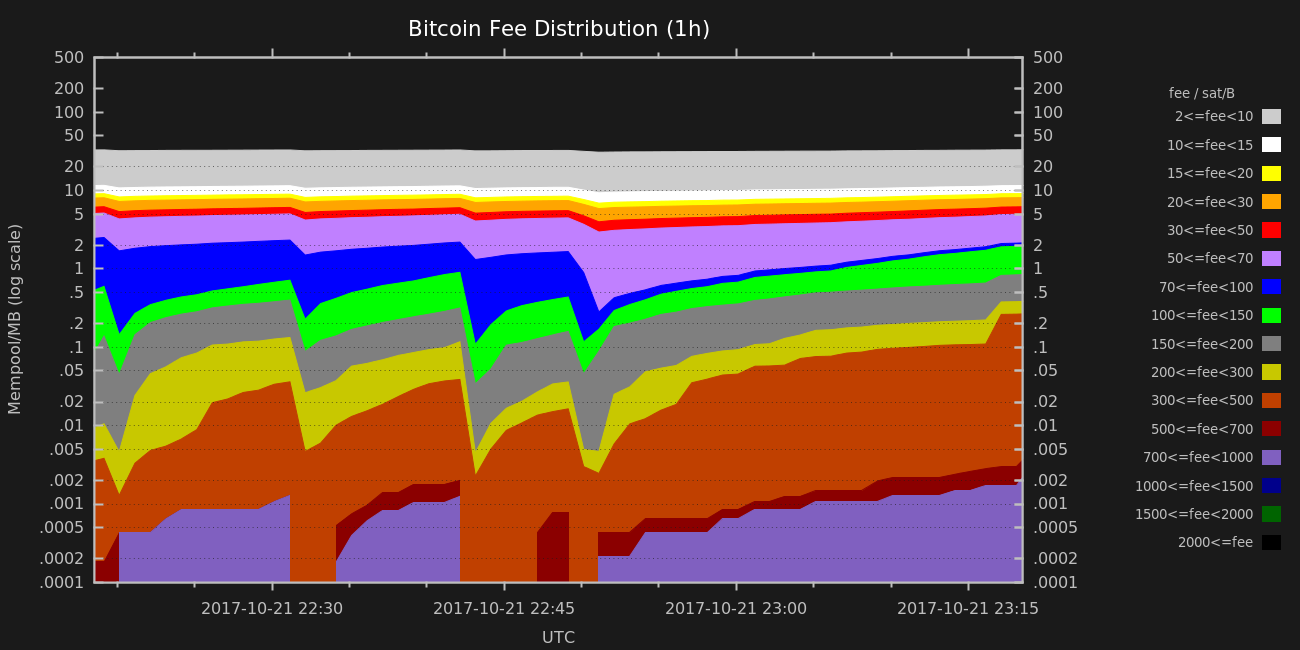 Bitcoin Fee Distribution (1h)
500
200
100
50
20
10
5
2
1
.5
.2
.1
.05
.02
.01
.005
.002
.001
.0005
.0002
.0001
Mempool/MB (log scale)
500
200
100
50
20
10
5
2
1
.5
.2
.1
.05
.02
.01
.005
.002
.001
.0005
.0002
.0001
fee / sat/B
2<=fee<10
10<=fee<15
15<=fee<20
20<=fee<30
30<=fee<50
50<=fee<70
70<=fee<100
100<=fee<150
150<=fee<200
200<=fee<300
300<=fee<500
500<=fee<700
700<=fee<1000
1000<=fee<1500
1500<=fee<2000
2000<=fee
2017-10-21 22:30
2017-10-21 22:45
2017-10-21 23:00
2017-10-21 23:15
UTC